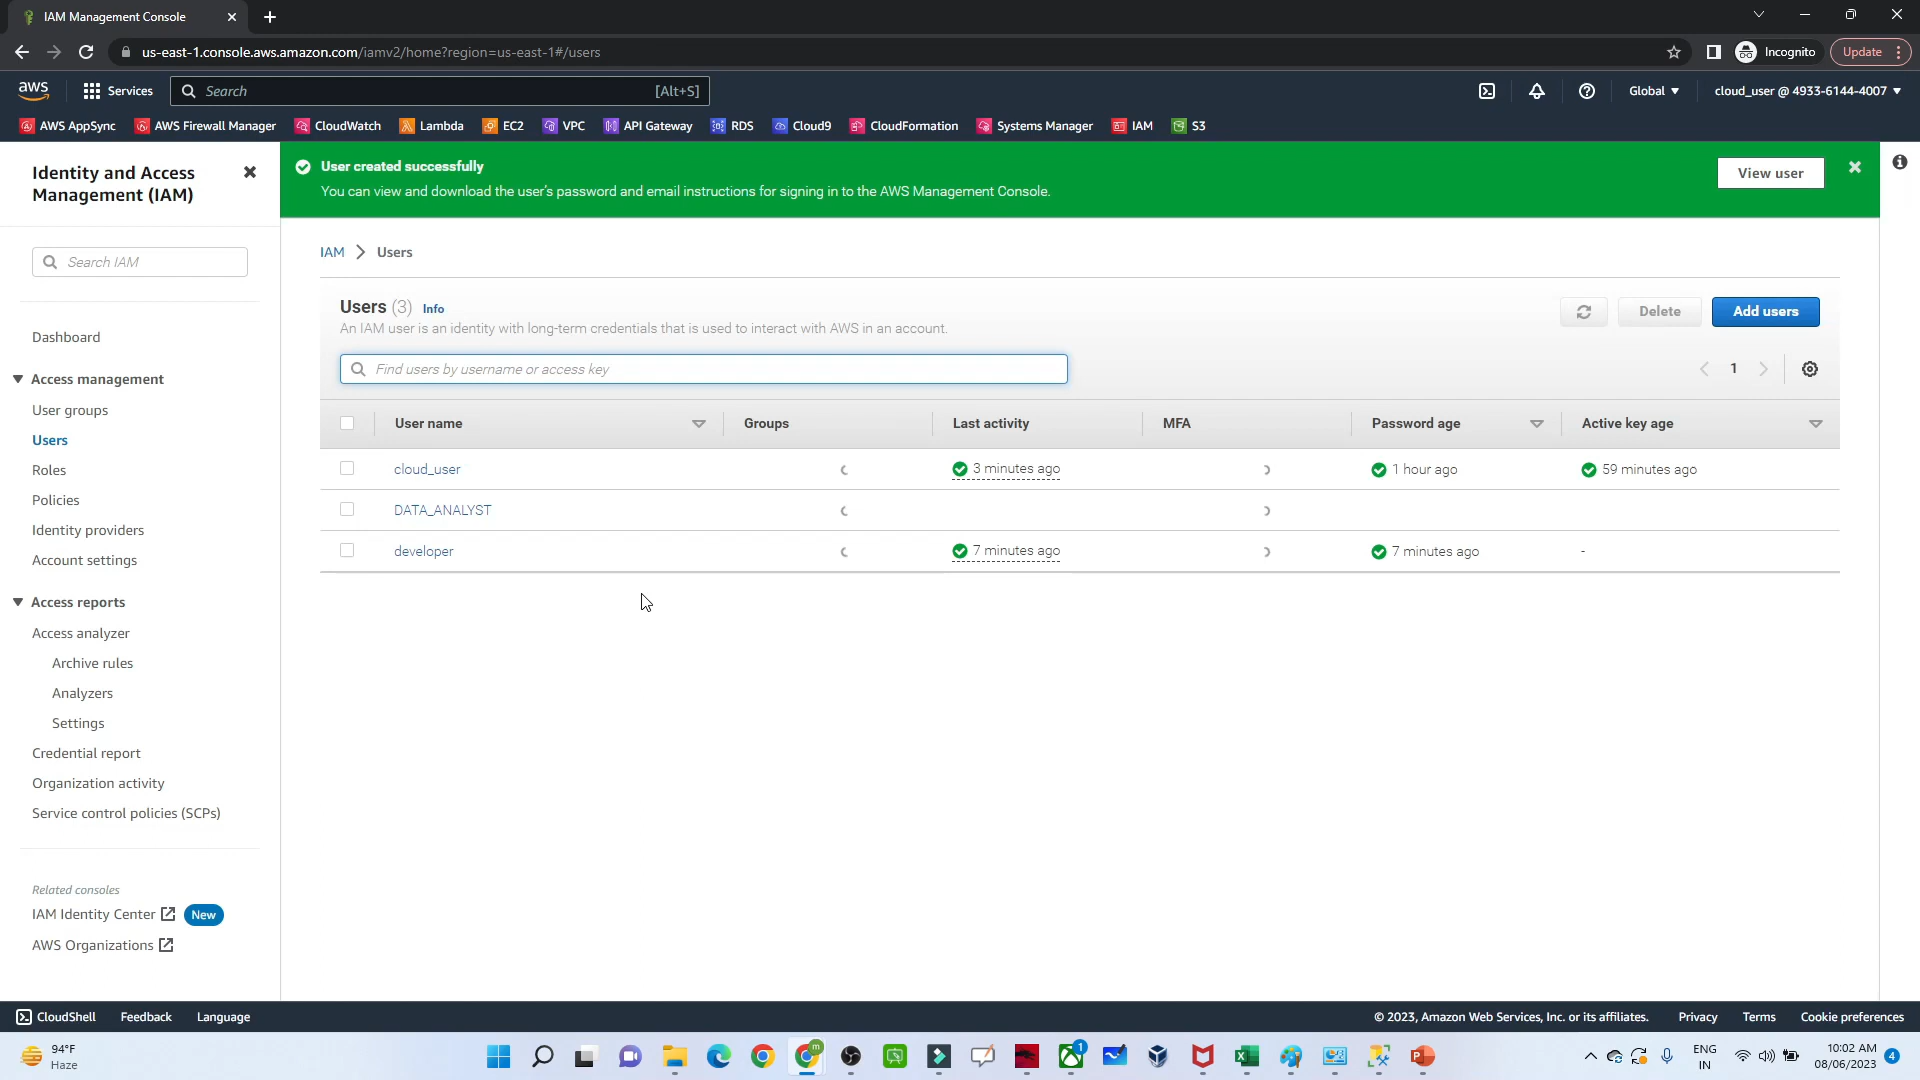 IAM Management Console
us-east-1.console.aws.amazon.com/iamv2/home?region=us-east-1#/users
Incognito
Update
aws
Services
Search
[Alt+S]
Global
cloud_user @ 4933-6144-4007
AWS AppSync
AWS Firewall Manager
CloudWatch
Lambda
EC2
VPC
API Gateway
RDS
Cloud9
CloudFormation
Systems Manager
IAM
S3
Identity and Access
Management (IAM)
Search IAM
Dashboard
Access management
User groups
Users
Roles
Policies
Identity providers
Account settings
Access reports
Access analyzer
Archive rules
Analyzers
Settings
Credential report
Organization activity
Service control policies (SCPs)
Related consoles
IAM Identity Center
New
AWS Organizations
User created successfully
You can view and download the user's password and email instructions for signing in to the AWS Management Console.
View user
IAM > Users
Users (3) Info
An IAM user is an identity with long-term credentials that is used to interact with AWS in an account.
Delete
Add users
Find users by username or access key
1
User name Groups Last activity MFA Password age Active key age
cloud_user 3 minutes ago 1 hour ago 59 minutes ago
DATA_ANALYST
developer 7 minutes ago 7 minutes ago -
CloudShell
Feedback
Language
© 2023, Amazon Web Services, Inc. or its affiliates.
Privacy
Terms
Cookie preferences
94°F
Haze
m
1
ENG
IN
10:02 AM
08/06/2023
4